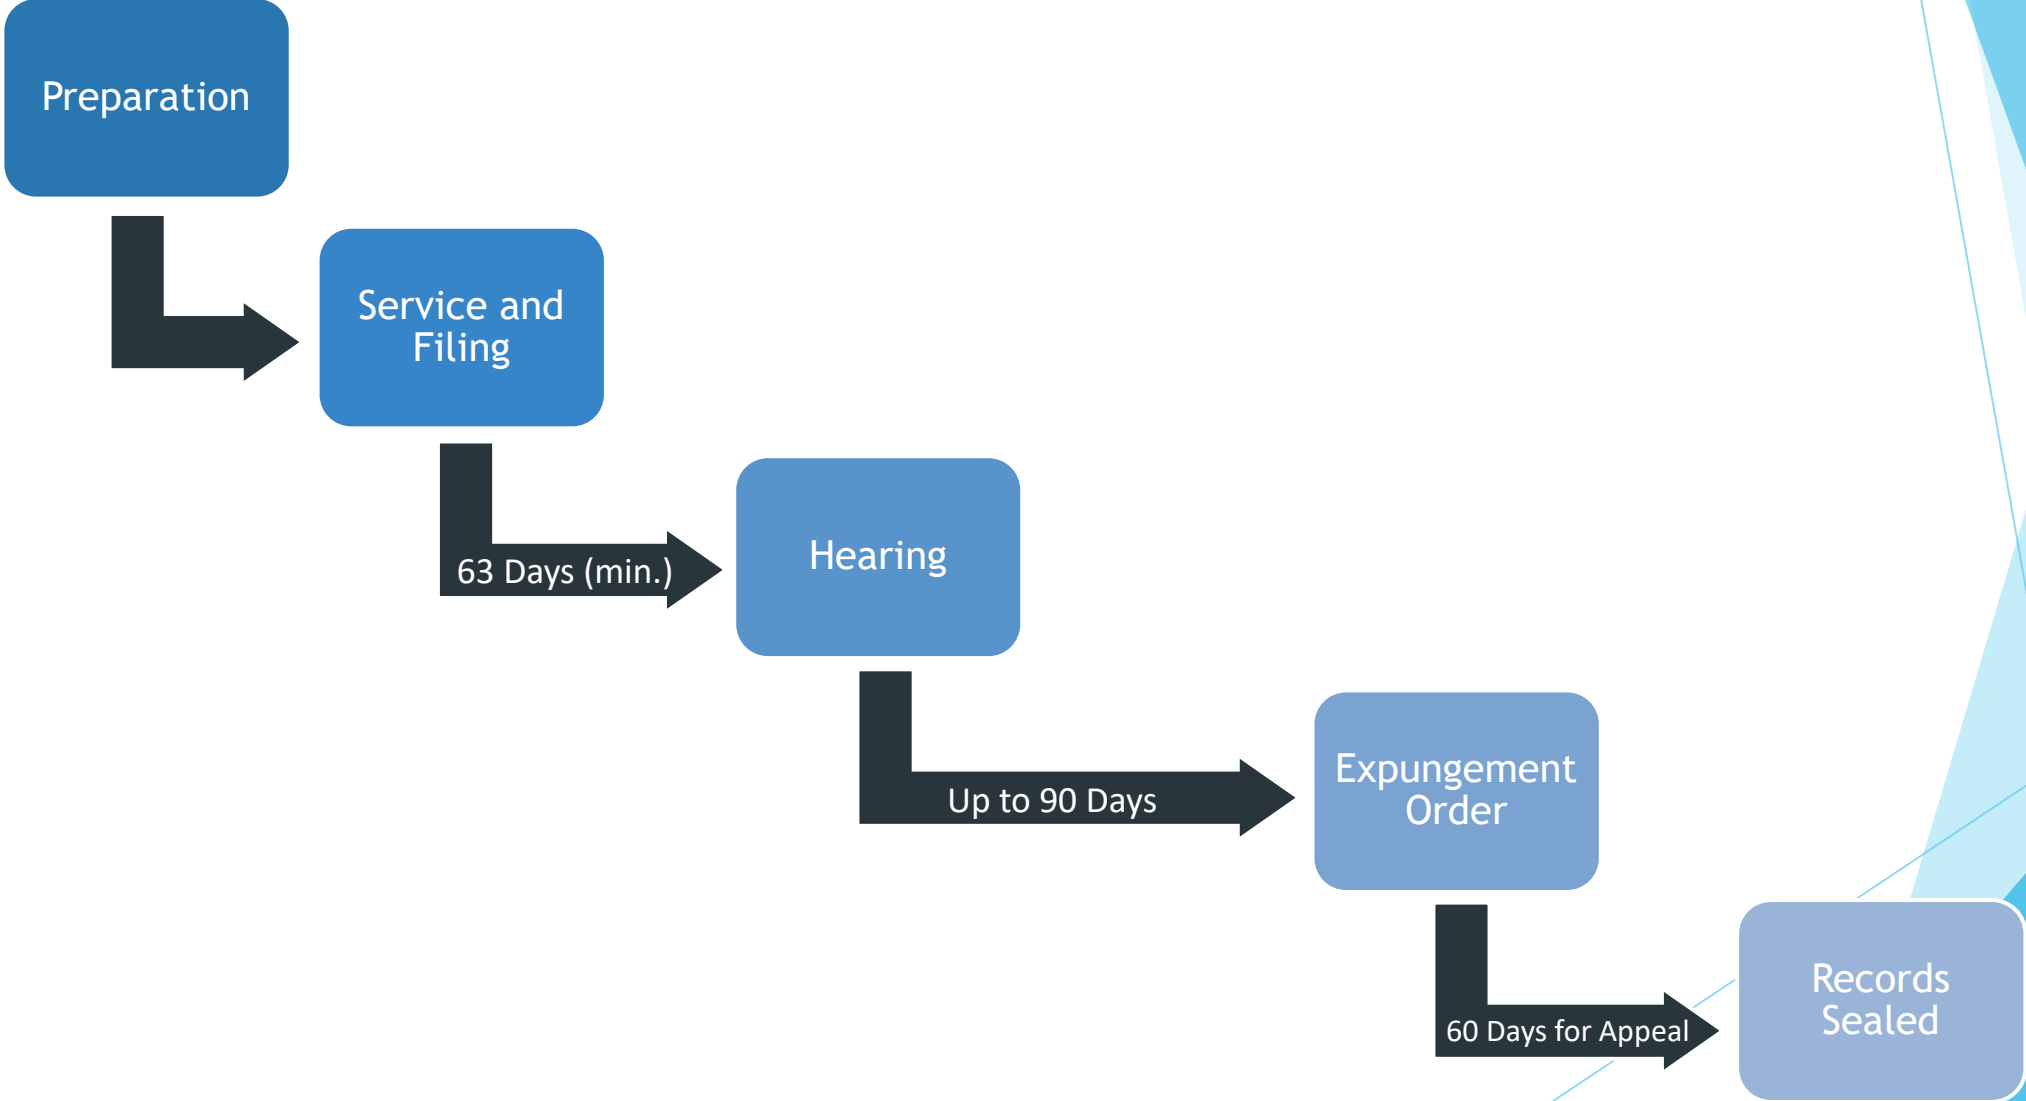 Preparation
Service and
Filing
63 Days (min.)
Hearing
Up to 90 Days
Expungement
Order
60 Days for Appeal
Records
Sealed